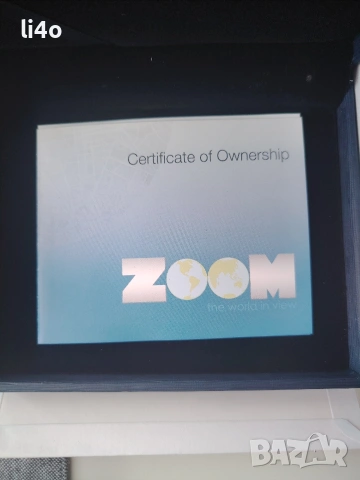 li4o
Certificate of Ownership
ZOOM
the world in view
BAZAR